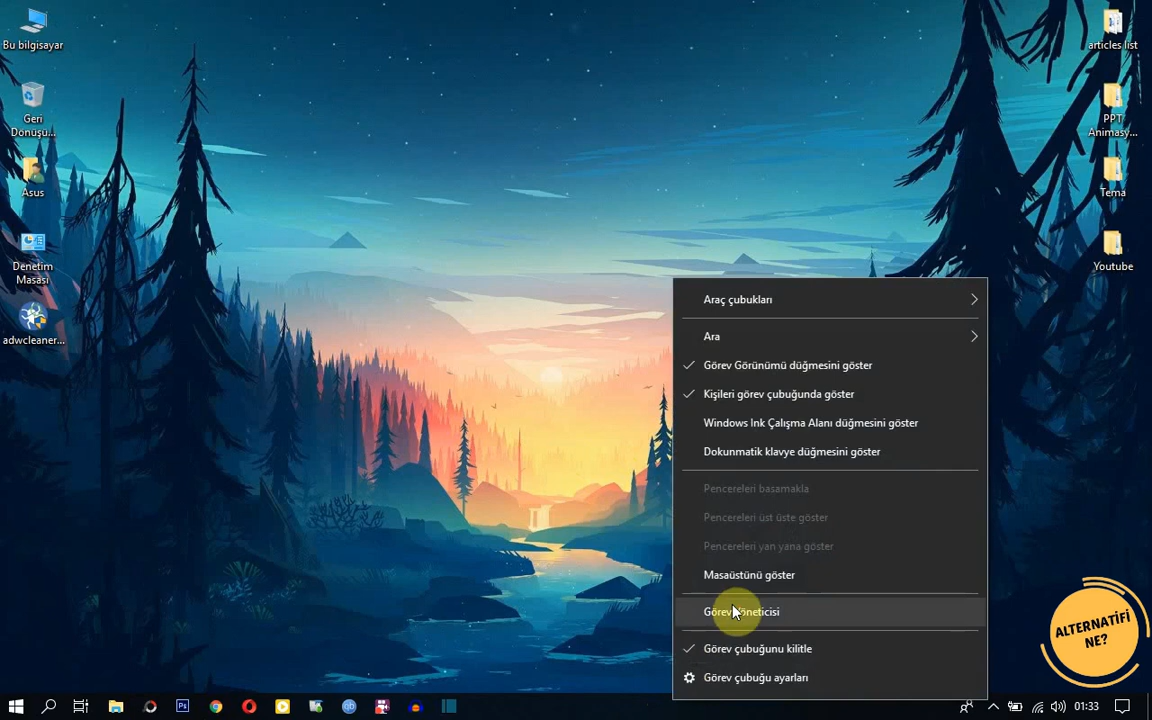 Bu bilgisayar
Geri
Dönüşü...
Asus
Denetim
Masası
adwcleaner...
articles list
PPT
Animasy...
Tema
Youtube
Araç çubukları
Ara
Görev Görünümü düğmesini göster
Kişileri görev çubuğunda göster
Windows Ink Çalışma Alanı düğmesini göster
Dokunmatik klavye düğmesini göster
Pencereleri basamakla
Pencereleri üst üste göster
Pencereleri yan yana göster
Masaüstünü göster
Görev Yöneticisi
Görev çubuğunu kilitle
Görev çubuğu ayarları
ALTERNATİFİ
NE?
Ps
qb
01:33